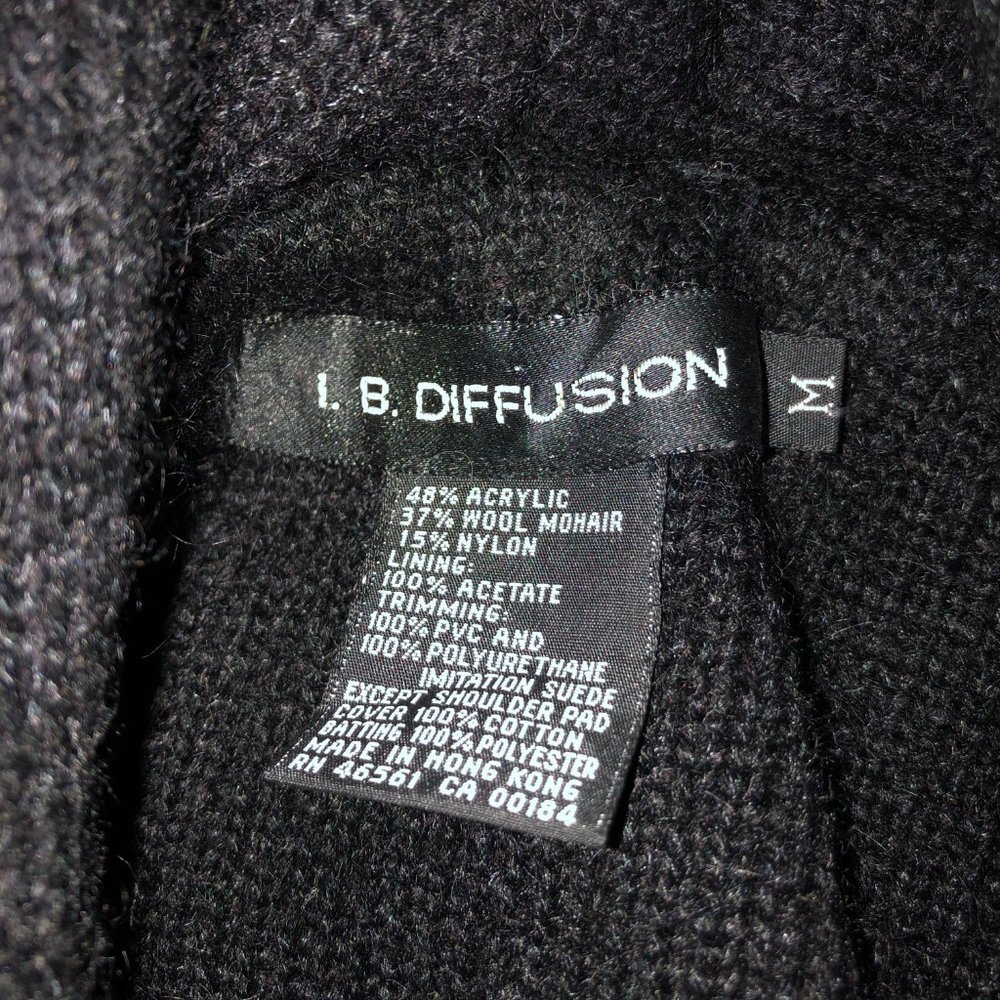 I. B. DIFFUSION
M
48% ACRYLIC
37% WOOL MOHAIR
15% NYLON
LINING:
100% ACETATE
TRIMMING:
100% PVC AND
100% POLYURETHANE
IMITATION SUEDE
EXCEPT SHOULDER PAD
COVER 100% COTTON
BATTING 100% POLYESTER
MADE IN HONG KONG
RN 46561 CA 00184